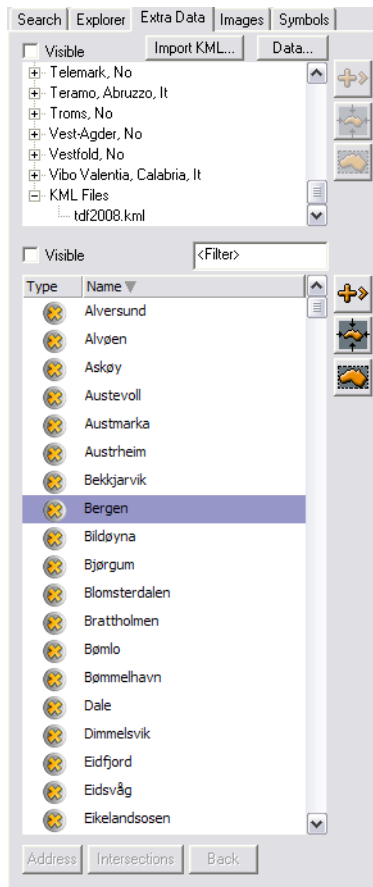 Search Explorer Extra Data Images Symbols
Visible Import KML... Data...
Telemark, No
Teramo, Abruzzo, It
Troms, No
Vest-Agder, No
Vestfold, No
Vibo Valentia, Calabria, It
KML Files
tdf2008.kml
Visible <Filter>
Type Name
Alversund
Alvøen
Askøy
Austevoll
Austmarka
Austrheim
Bekkjarvik
Bergen
Bildøyna
Bjørgum
Blomsterdalen
Brattholmen
Bømlo
Bømmelhavn
Dale
Dimmelsvik
Eidfjord
Eidsvåg
Eikelandsosen
Address Intersections Back